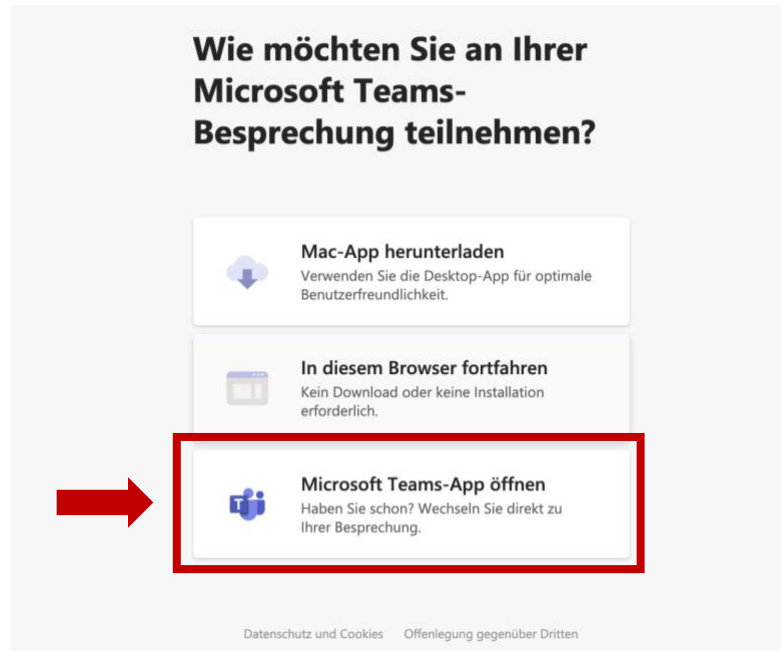 Wie möchten Sie an Ihrer
Microsoft Teams-
Besprechung teilnehmen?
Mac-App herunterladen
Verwenden Sie die Desktop-App für optimale
Benutzerfreundlichkeit.
In diesem Browser fortfahren
Kein Download oder keine Installation
erforderlich.
Microsoft Teams-App öffnen
Haben Sie schon? Wechseln Sie direkt zu
Ihrer Besprechung.
Datenschutz und Cookies Offenlegung gegenüber Dritten